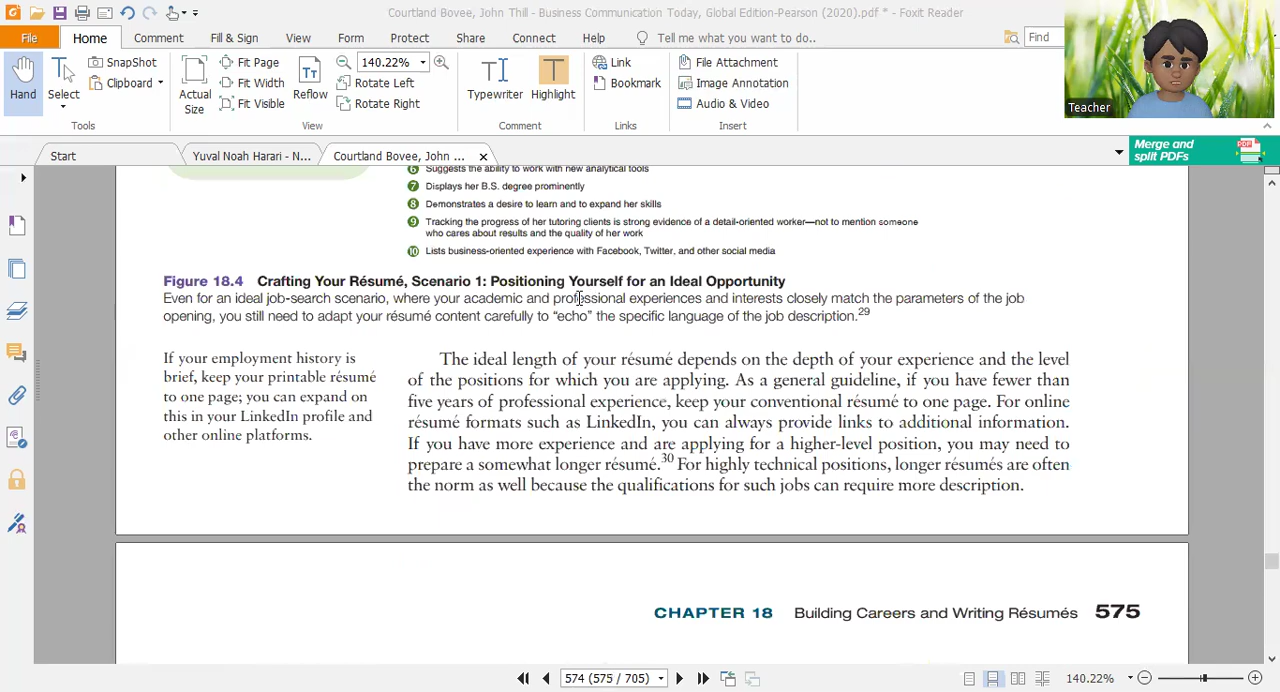 Courtland Bovee, John Thill - Business Communication Today, Global Edition-Pearson (2020).pdf * - Foxit Reader
File Home Comment Fill & Sign View Form Protect Share Connect Help Tell me what you want to do.. Find
Hand
Select
SnapShot
Clipboard
Tools
Actual Size
Fit Page
Fit Width
Fit Visible
Reflow
140.22%
Rotate Left
Rotate Right
View
Typewriter
Highlight
Comment
Link
Bookmark
Links
File Attachment
Image Annotation
Audio & Video
Insert
Teacher
Start Yuval Noah Harari - N... Courtland Bovee, John ...
Merge and
split PDFs
6 Suggests the ability to work with new analytical tools
7 Displays her B.S. degree prominently
8 Demonstrates a desire to learn and to expand her skills
9 Tracking the progress of her tutoring clients is strong evidence of a detail-oriented worker—not to mention someone
who cares about results and the quality of her work
10 Lists business-oriented experience with Facebook, Twitter, and other social media
Figure 18.4 Crafting Your Résumé, Scenario 1: Positioning Yourself for an Ideal Opportunity
Even for an ideal job-search scenario, where your academic and professional experiences and interests closely match the parameters of the job
opening, you still need to adapt your résumé content carefully to “echo” the specific language of the job description.29
If your employment history is
brief, keep your printable résumé
to one page; you can expand on
this in your LinkedIn profile and
other online platforms.
The ideal length of your résumé depends on the depth of your experience and the level
of the positions for which you are applying. As a general guideline, if you have fewer than
five years of professional experience, keep your conventional résumé to one page. For online
résumé formats such as LinkedIn, you can always provide links to additional information.
If you have more experience and are applying for a higher-level position, you may need to
prepare a somewhat longer résumé.30 For highly technical positions, longer résumés are often
the norm as well because the qualifications for such jobs can require more description.
CHAPTER 18 Building Careers and Writing Résumés 575
574 (575 / 705)
140.22%